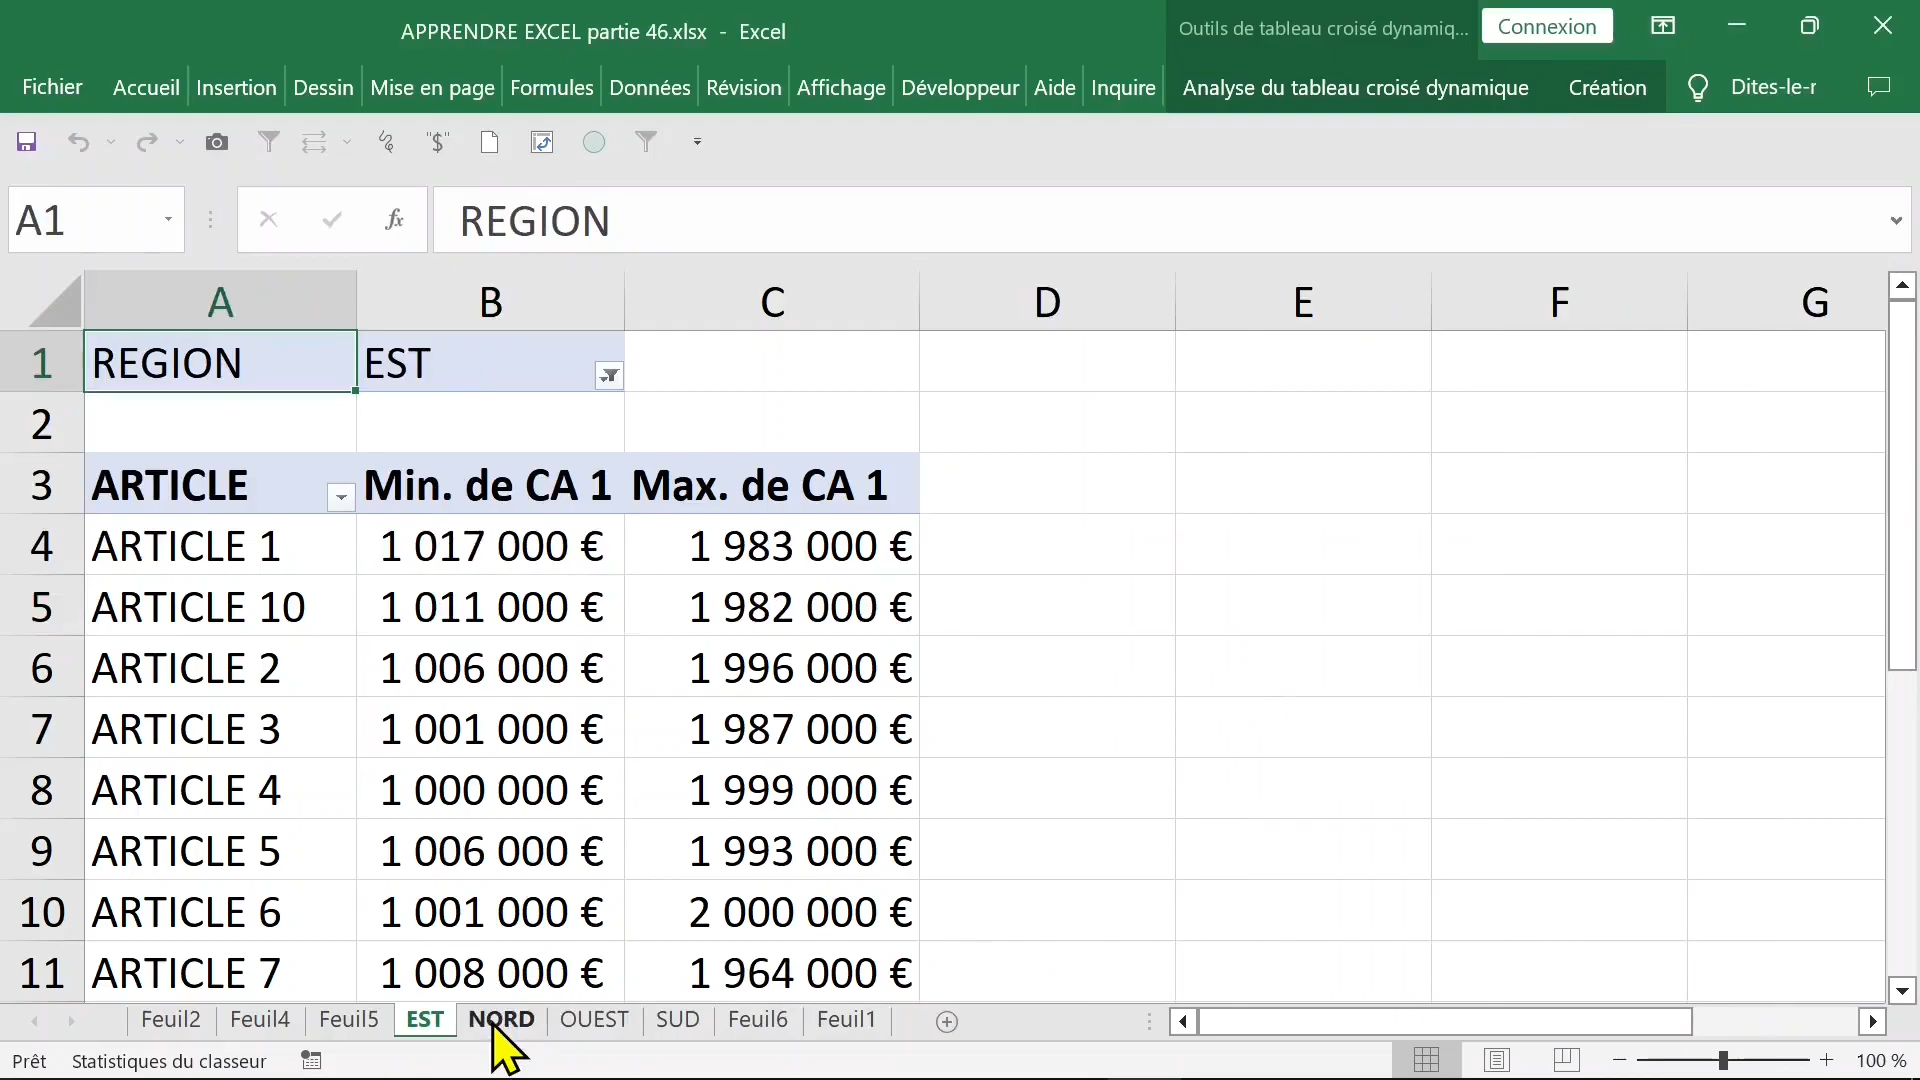 APPRENDRE EXCEL partie 46.xlsx - Excel
Outils de tableau croisé dynamiq...
Connexion
Fichier Accueil Insertion Dessin Mise en page Formules Données Révision Affichage Développeur Aide Inquire Analyse du tableau croisé dynamique Création Dites-le-r
"$"
A1 fx REGION
A B C D E F G
1 REGION EST
2
3 ARTICLE Min. de CA 1 Max. de CA 1
4 ARTICLE 1 1 017 000 € 1 983 000 €
5 ARTICLE 10 1 011 000 € 1 982 000 €
6 ARTICLE 2 1 006 000 € 1 996 000 €
7 ARTICLE 3 1 001 000 € 1 987 000 €
8 ARTICLE 4 1 000 000 € 1 999 000 €
9 ARTICLE 5 1 006 000 € 1 993 000 €
10 ARTICLE 6 1 001 000 € 2 000 000 €
11 ARTICLE 7 1 008 000 € 1 964 000 €
Feuil2 Feuil4 Feuil5 EST NORD OUEST SUD Feuil6 Feuil1
Prêt Statistiques du classeur 100 %